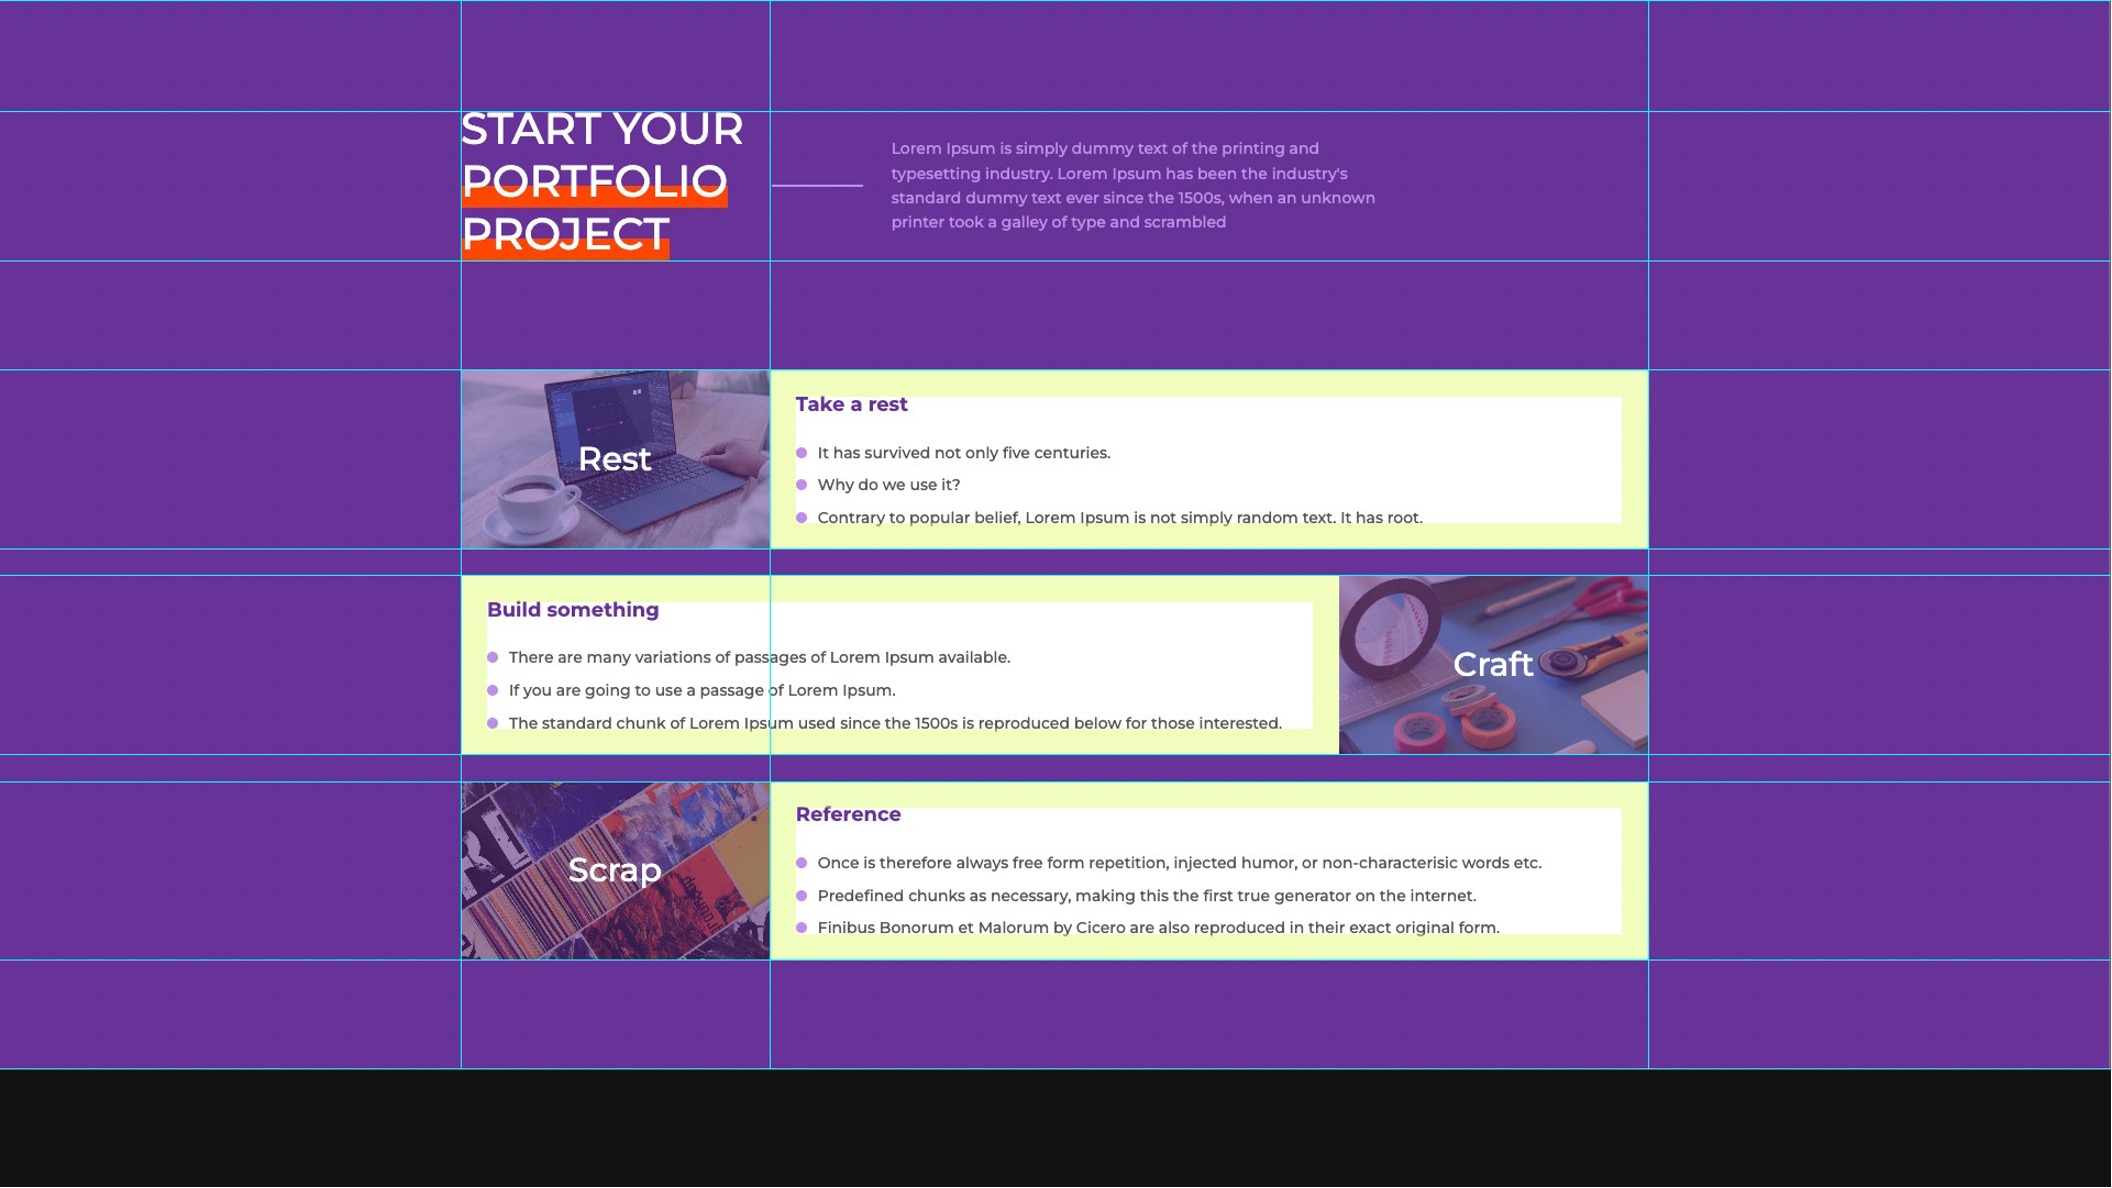 START YOUR
PORTFOLIO
PROJECT
Lorem Ipsum is simply dummy text of the printing and
typesetting industry. Lorem Ipsum has been the industry's
standard dummy text ever since the 1500s, when an unknown
printer took a galley of type and scrambled
Rest
Take a rest
It has survived not only five centuries.
Why do we use it?
Contrary to popular belief, Lorem Ipsum is not simply random text. It has root.
Build something
There are many variations of passages of Lorem Ipsum available.
If you are going to use a passage of Lorem Ipsum.
The standard chunk of Lorem Ipsum used since the 1500s is reproduced below for those interested.
Craft
Scrap
Reference
Once is therefore always free form repetition, injected humor, or non-characterisic words etc.
Predefined chunks as necessary, making this the first true generator on the internet.
Finibus Bonorum et Malorum by Cicero are also reproduced in their exact original form.